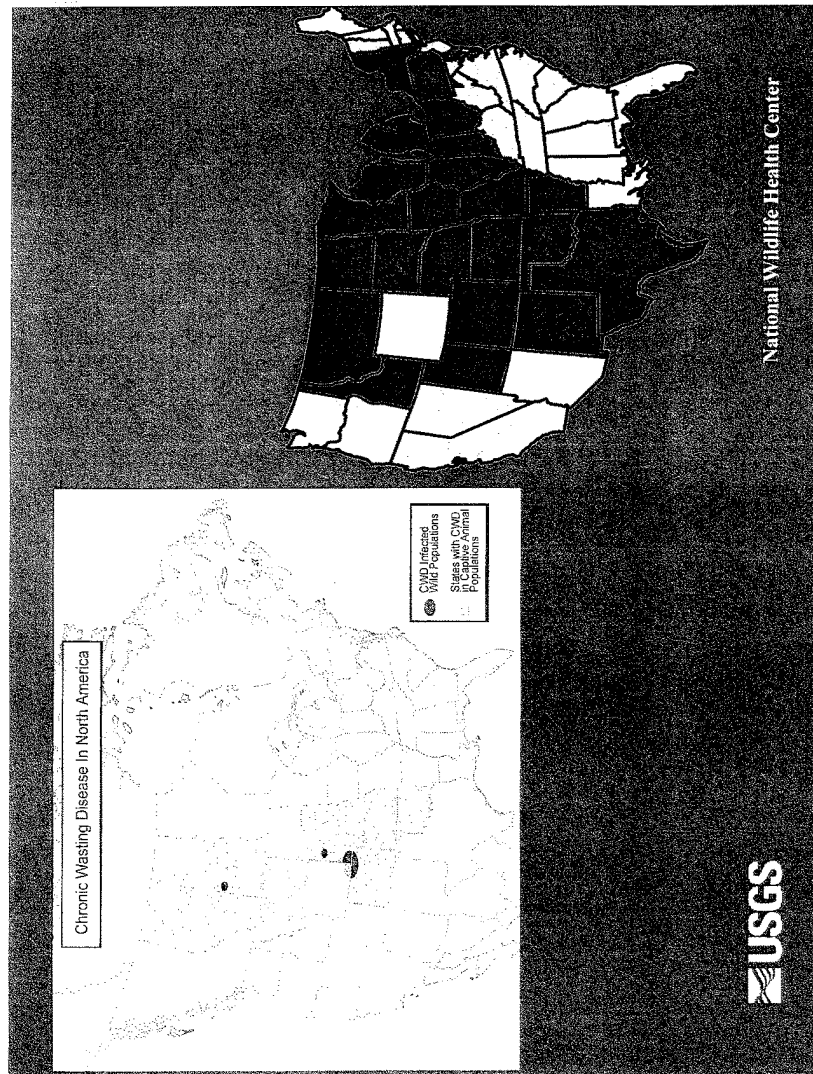 Chronic Wasting Disease In North America
CWD Infected
Wild Populations
States with CWD
in Captive Animal
Populations
USGS
National Wildlife Health Center